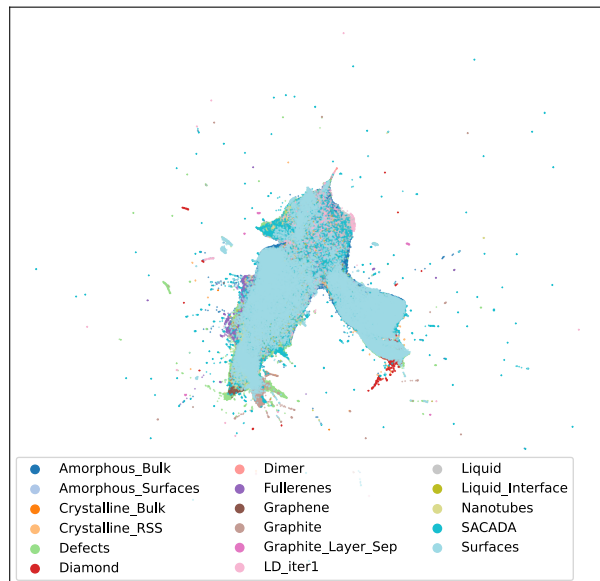 Amorphous_Bulk
Amorphous_Surfaces
Crystalline_Bulk
Crystalline_RSS
Defects
Diamond
Dimer
Fullerenes
Graphene
Graphite
Graphite_Layer_Sep
LD_iter1
Liquid
Liquid_Interface
Nanotubes
SACADA
Surfaces